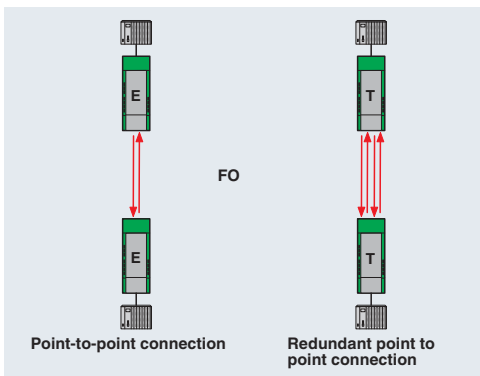 E
T
FO
E
T
Point-to-point connection
Redundant point to
point connection